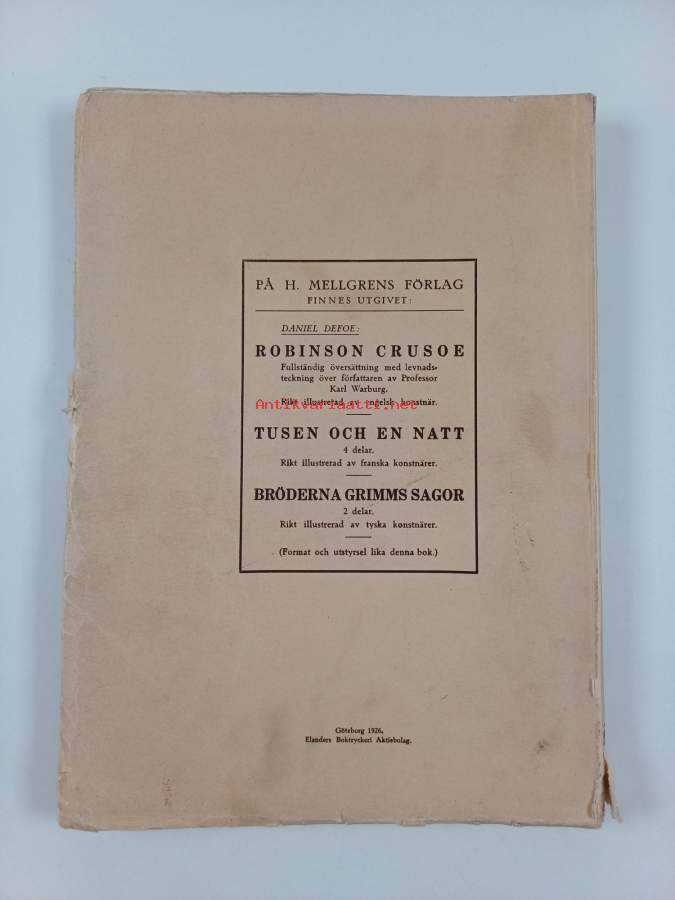 PÅ H. MELLGRENS FÖRLAG
FINNES UTGIVET:
DANIEL DEFOE:
ROBINSON CRUSOE
Fullständig översättning med levnads-
teckning över författaren av Professor
Karl Warburg.
Rikt illustrerad av engelsk konstnär.
Antikvariaatti.net
TUSEN OCH EN NATT
4 delar.
Rikt illustrerad av franska konstnärer.
BRÖDERNA GRIMMS SAGOR
2 delar.
Rikt illustrerad av tyska konstnärer.
(Format och utstyrsel lika denna bok.)
Göteborg 1926,
Elanders Boktryckeri Aktiebolag.